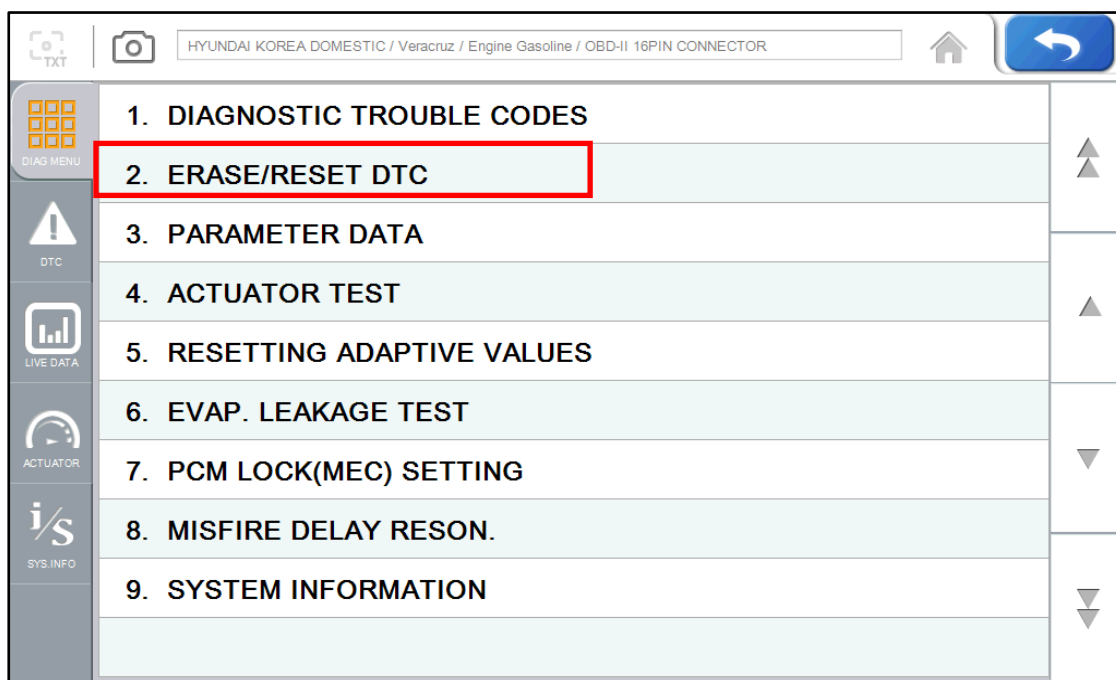 TXT
HYUNDAI KOREA DOMESTIC / Veracruz / Engine Gasoline / OBD-II 16PIN CONNECTOR
DIAG MENU
DTC
LIVE DATA
ACTUATOR
i/s
SYS.INFO
1. DIAGNOSTIC TROUBLE CODES
2. ERASE/RESET DTC
3. PARAMETER DATA
4. ACTUATOR TEST
5. RESETTING ADAPTIVE VALUES
6. EVAP. LEAKAGE TEST
7. PCM LOCK(MEC) SETTING
8. MISFIRE DELAY RESON.
9. SYSTEM INFORMATION